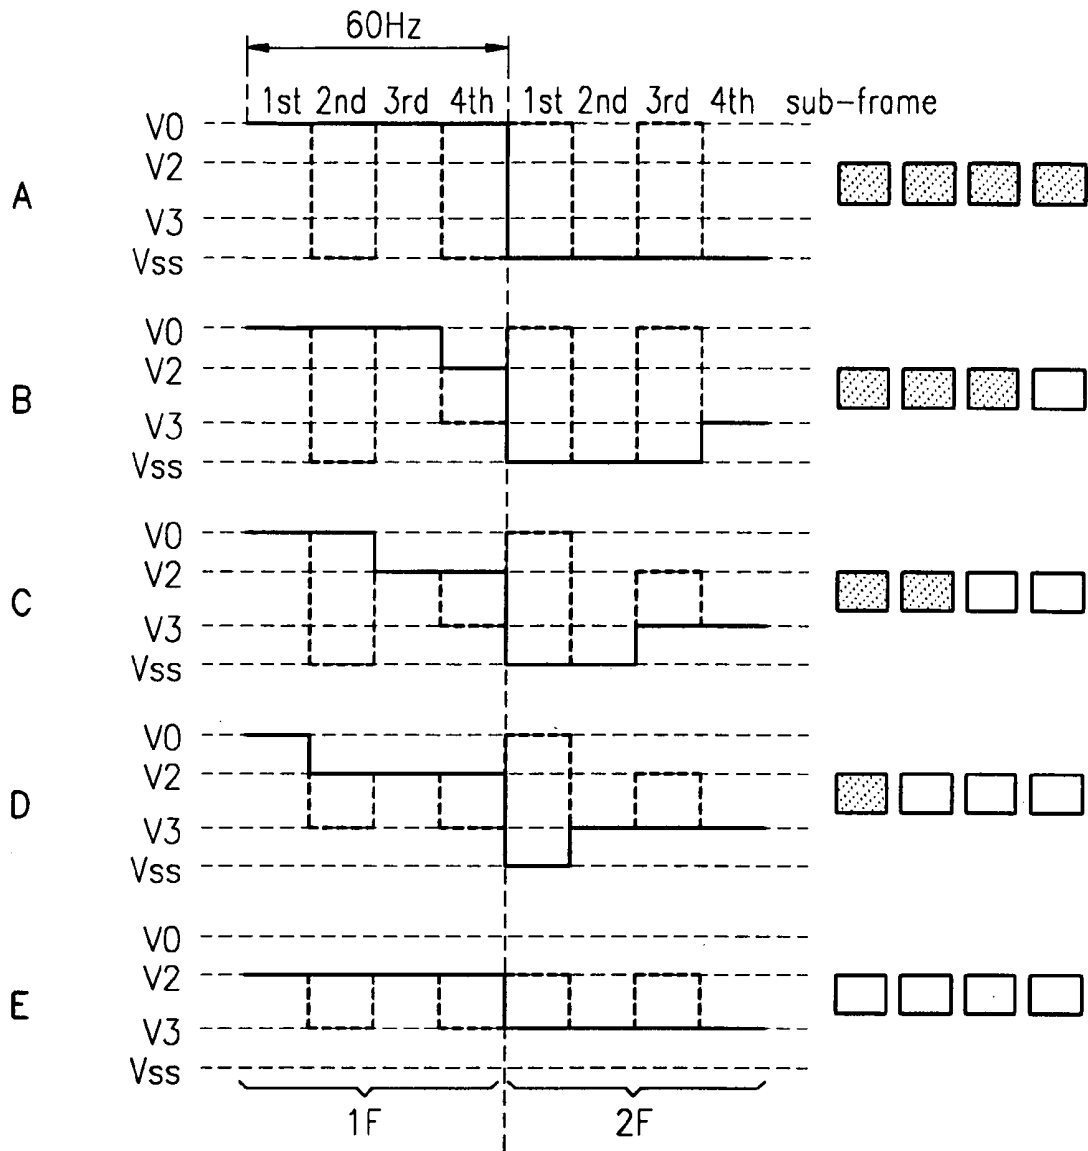 60Hz
1st 2nd 3rd 4th 1st 2nd 3rd 4th sub-frame
A
V0
V2
V3
Vss
B
V0
V2
V3
Vss
C
V0
V2
V3
Vss
D
V0
V2
V3
Vss
E
V0
V2
V3
Vss
1F 2F